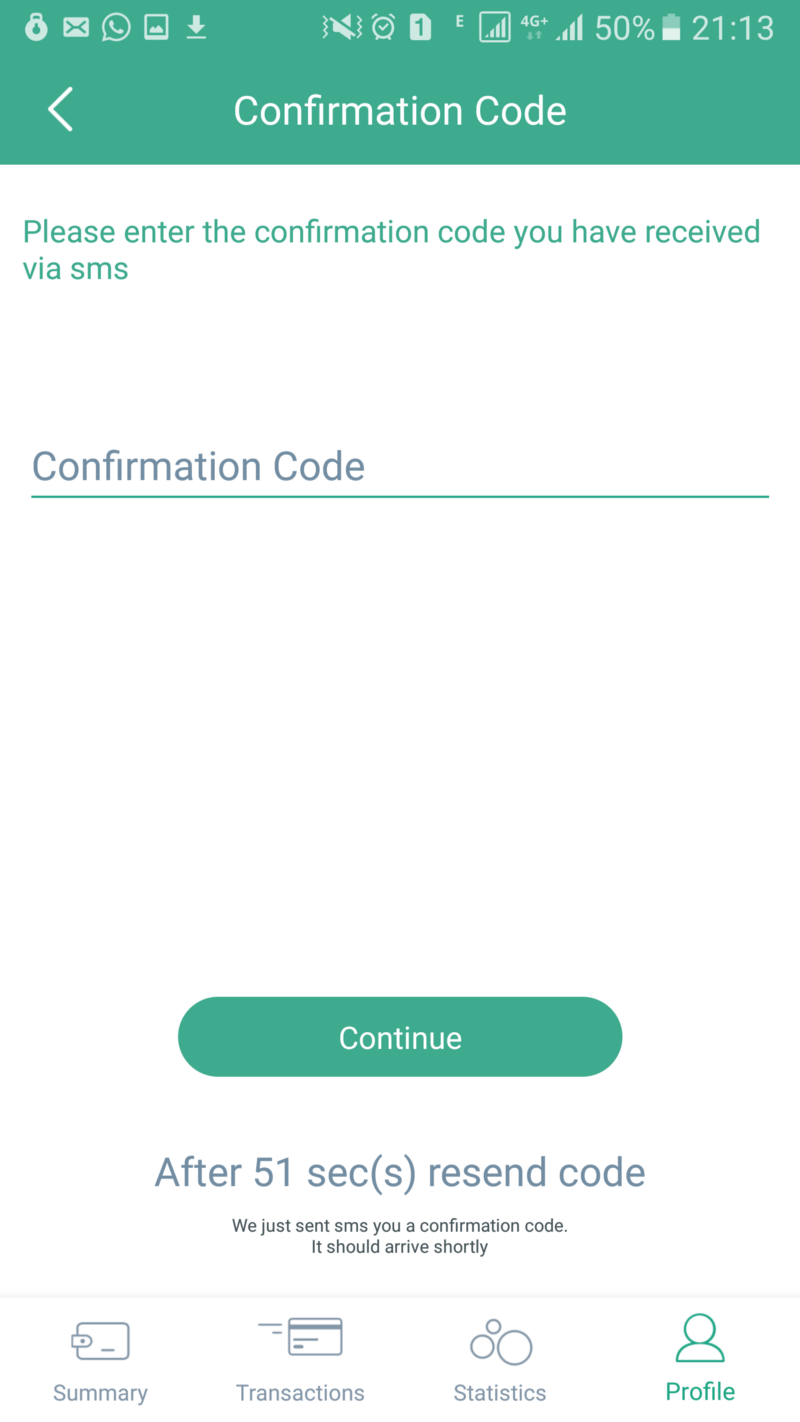 1 E 4G+ 50% 21:13
Confirmation Code
Please enter the confirmation code you have received
via sms
Confirmation Code
Continue
After 51 sec(s) resend code
We just sent sms you a confirmation code.
It should arrive shortly
Summary Transactions Statistics Profile